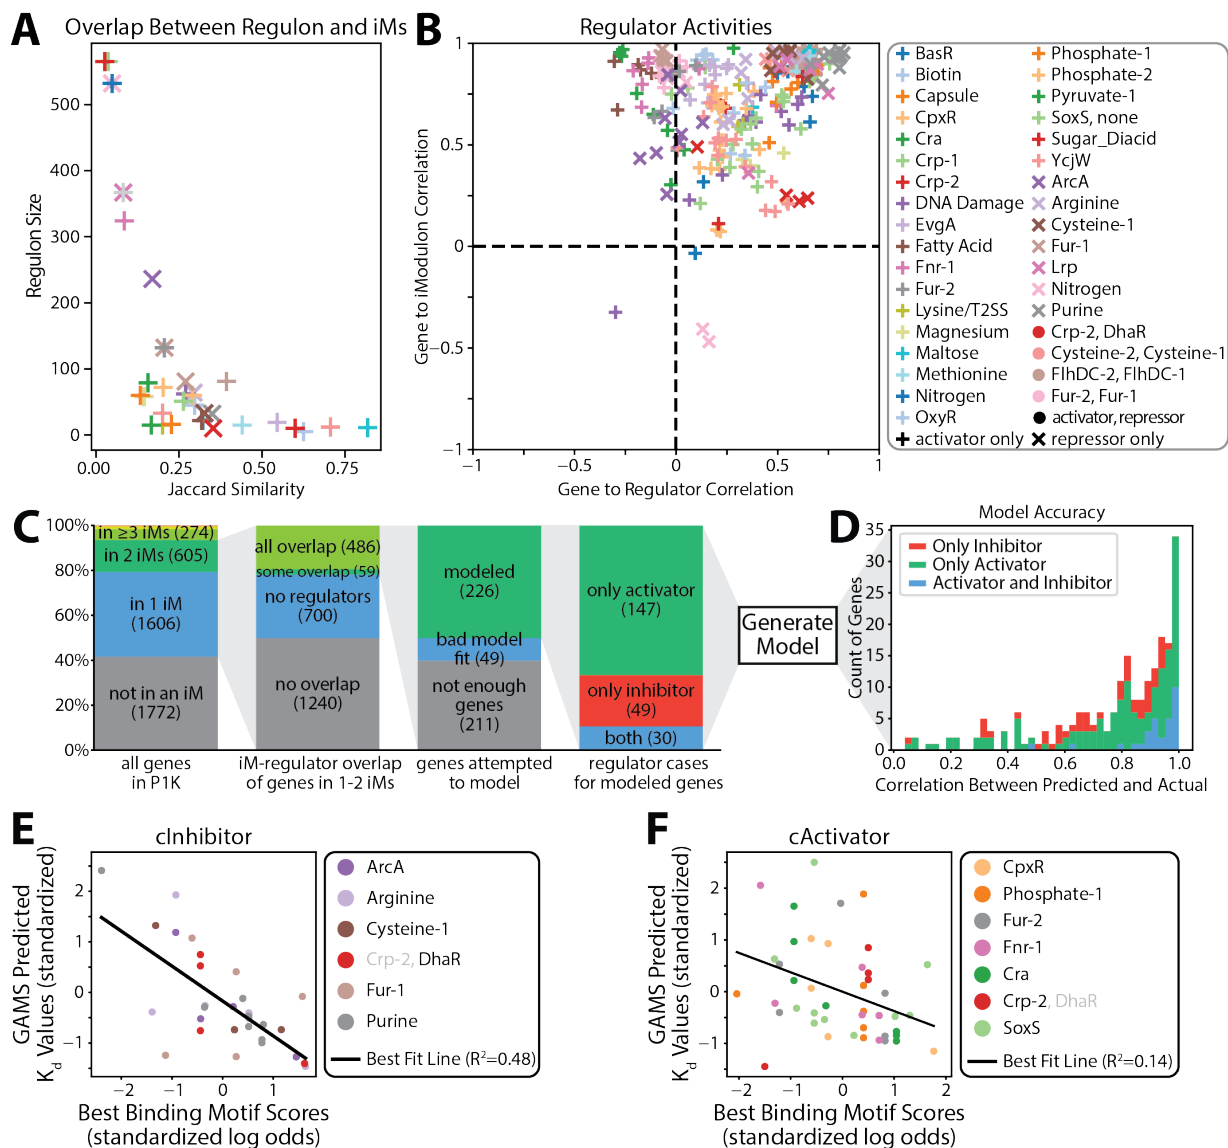 A
Overlap Between Regulon and iMs
Regulon Size
500
400
300
200
100
0
0.00
0.25
0.50
0.75
Jaccard Similarity
B
Regulator Activities
Gene to iModulon Correlation
1
0.5
0
−0.5
−1
−1
−0.5
0
0.5
1
Gene to Regulator Correlation
BasR
Biotin
Capsule
CpxR
Cra
Crp-1
Crp-2
DNA Damage
EvgA
Fatty Acid
Fnr-1
Fur-2
Lysine/T2SS
Magnesium
Maltose
Methionine
Nitrogen
OxyR
activator only
Phosphate-1
Phosphate-2
Pyruvate-1
SoxS, none
Sugar_Diacid
YcjW
ArcA
Arginine
Cysteine-1
Fur-1
Lrp
Nitrogen
Purine
Crp-2, DhaR
Cysteine-2, Cysteine-1
FlhDC-2, FlhDC-1
Fur-2, Fur-1
activator, repressor
repressor only
C
100%
80%
60%
40%
20%
0%
in ≥3 iMs (274)
in 2 iMs (605)
in 1 iM
(1606)
not in an iM
(1772)
all genes
in P1K
all overlap (486)
some overlap (59)
no regulators
(700)
no overlap
(1240)
iM-regulator overlap
of genes in 1-2 iMs
modeled
(226)
bad model
fit (49)
not enough
genes
(211)
genes attempted
to model
only activator
(147)
only inhibitor
(49)
both (30)
regulator cases
for modeled genes
Generate
Model
D
Model Accuracy
Only Inhibitor
Only Activator
Activator and Inhibitor
Count of Genes
35
30
25
20
15
10
5
0
0.0
0.2
0.4
0.6
0.8
1.0
Correlation Between Predicted and Actual
E
cInhibitor
GAMS Predicted
Kd Values (standardized)
2
1
0
−1
−2
−1
0
1
Best Binding Motif Scores
(standardized log odds)
ArcA
Arginine
Cysteine-1
Crp-2, DhaR
Fur-1
Purine
Best Fit Line (R²=0.48)
F
cActivator
GAMS Predicted
Kd Values (standardized)
2
1
0
−1
−2
−1
0
1
2
Best Binding Motif Scores
(standardized log odds)
CpxR
Phosphate-1
Fur-2
Fnr-1
Cra
Crp-2, DhaR
SoxS
Best Fit Line (R²=0.14)